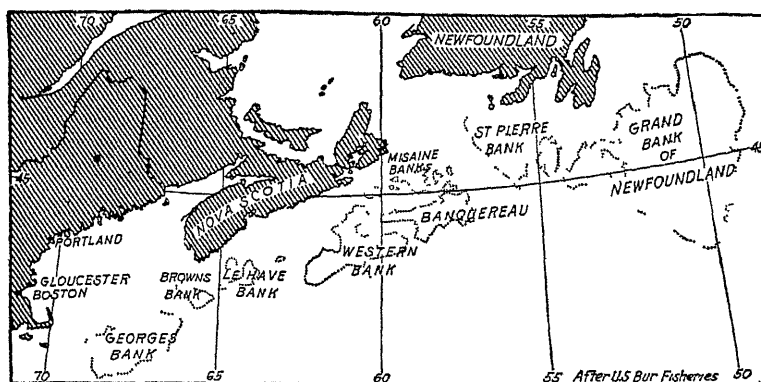 70
65
60
55
50
NEWFOUNDLAND
ST PIERRE
BANK
GRAND
BANK
OF
NEWFOUNDLAND
45
45
MISAINE BANKS
NOVA SCOTIA
BANQUEREAU
PORTLAND
WESTERN
BANK
GLOUCESTER
BOSTON
BROWNS
BANK
LE HAVE
BANK
GEORGES
BANK
70
65
60
55
After U.S Bur Fisheries
50